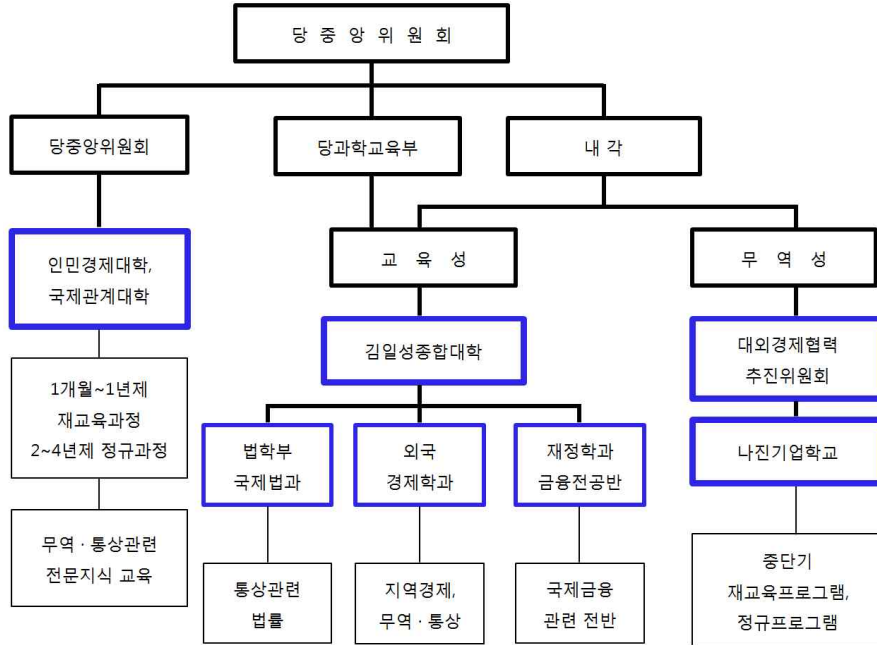 당 중 앙 위 원 회
당중앙위원회
당과학교육부
내 각
인민경제대학,
국제관계대학
교 육 성
무 역 성
김일성종합대학
대외경제협력
추진위원회
1개월~1년제
재교육과정
2~4년제 정규과정
법학부
국제법과
외국
경제학과
재정학과
금융전공반
나진기업학교
무역 · 통상관련
전문지식 교육
통상관련
법률
지역경제,
무역 · 통상
국제금융
관련 전반
중단기
재교육프로그램,
정규프로그램